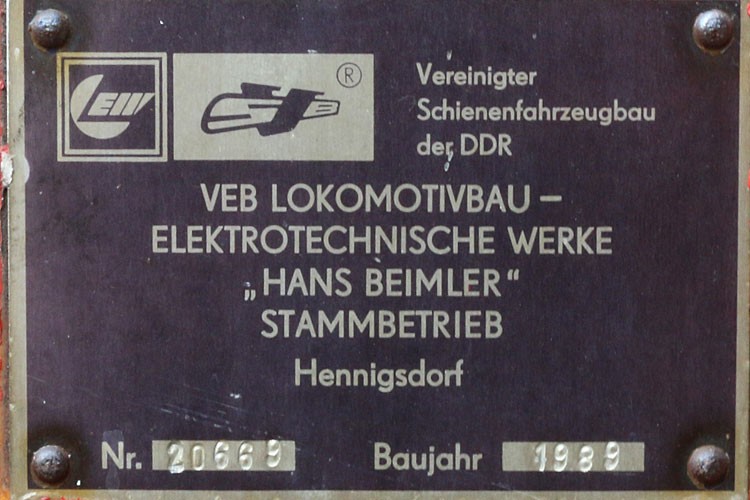 LEW
®
Vereinigter
Schienenfahrzeugbau
der DDR
VEB LOKOMOTIVBAU –
ELEKTROTECHNISCHE WERKE
„HANS BEIMLER“
STAMMBETRIEB
Hennigsdorf
Nr. 20669 Baujahr 1989